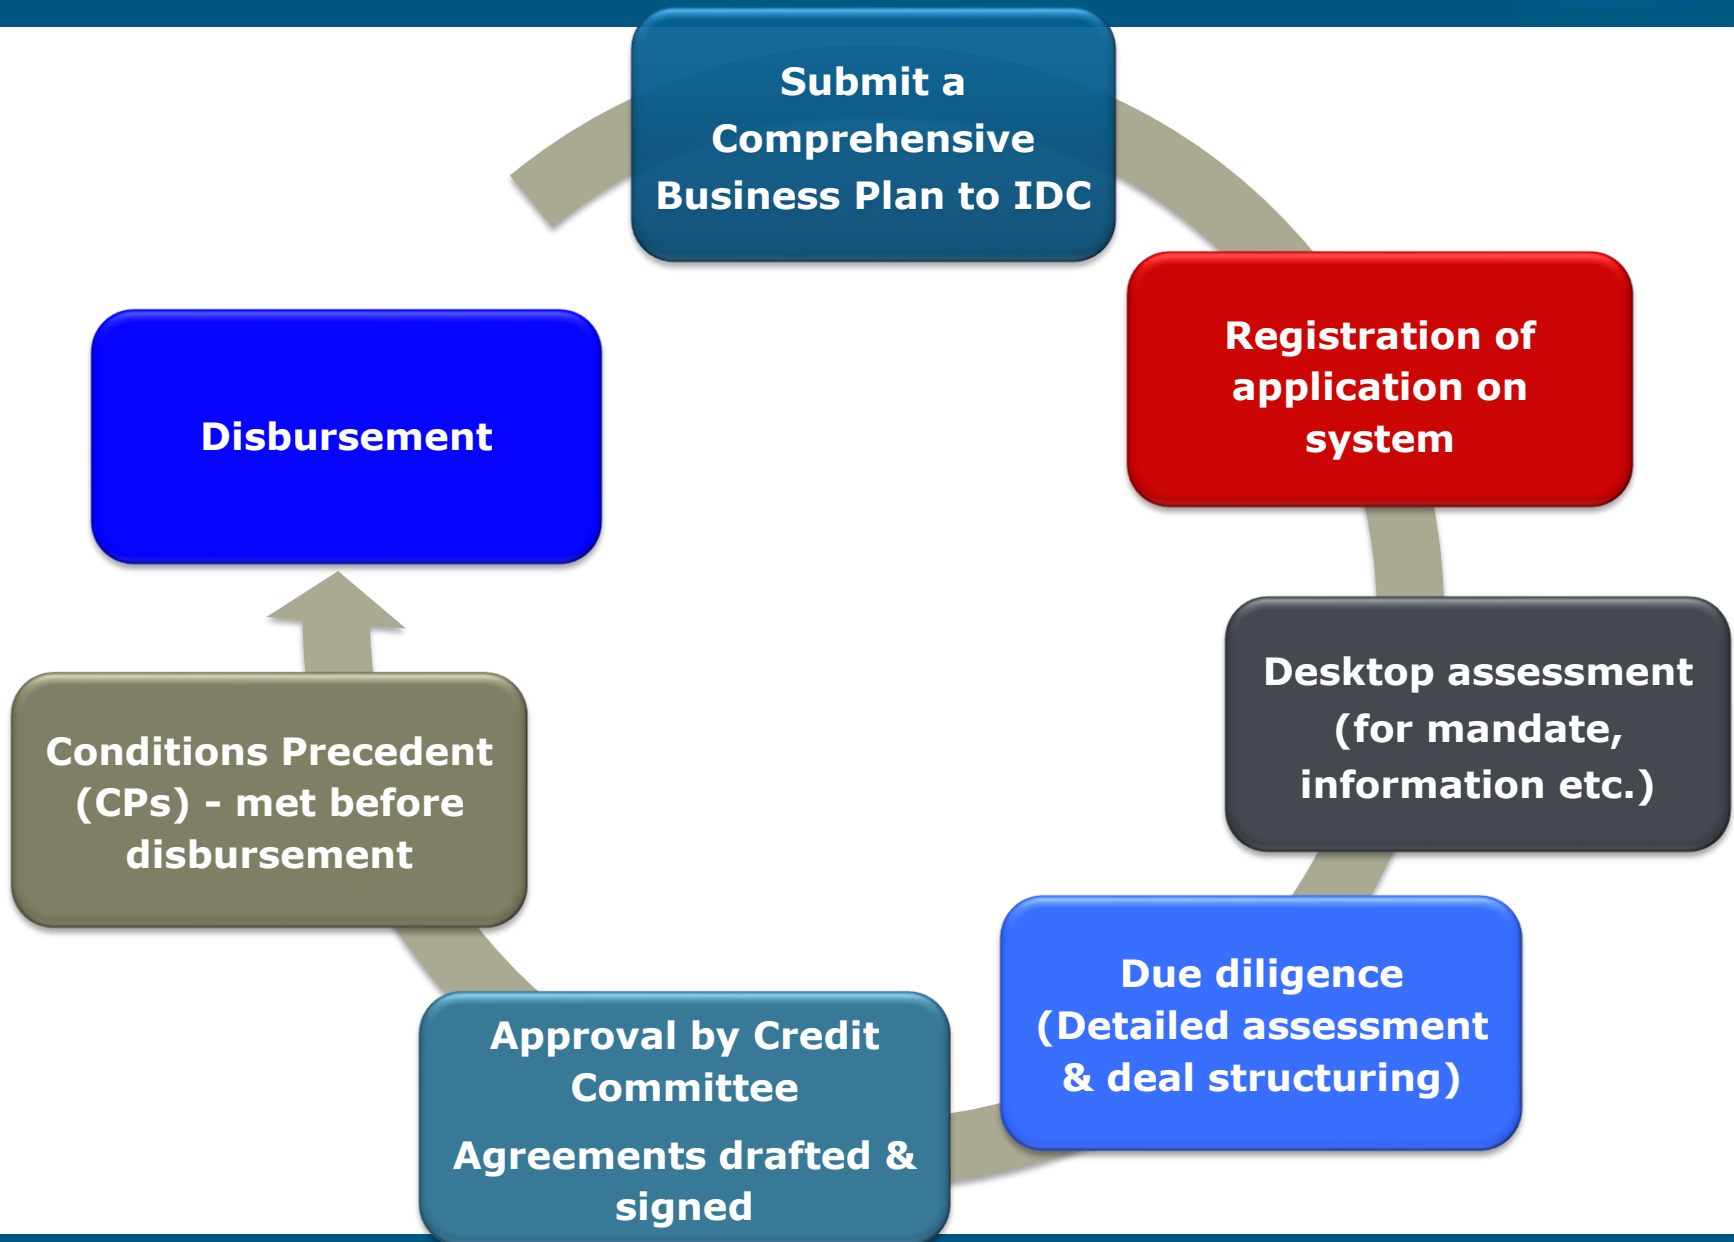 Submit a
Comprehensive
Business Plan to IDC
Registration of
application on
system
Desktop assessment
(for mandate,
information etc.)
Due diligence
(Detailed assessment
& deal structuring)
Approval by Credit
Committee
Agreements drafted &
signed
Conditions Precedent
(CPs) – met before
disbursement
Disbursement